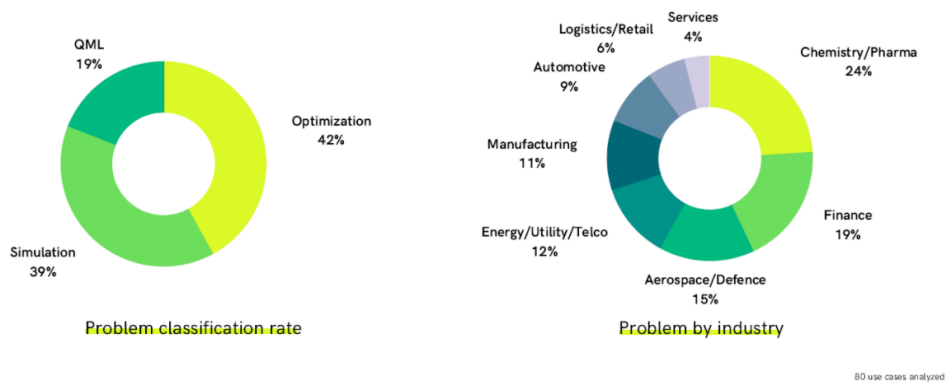 QML
19%
Optimization
42%
Simulation
39%
Problem classification rate
Services
4%
Logistics/Retail
6%
Automotive
9%
Chemistry/Pharma
24%
Manufacturing
11%
Finance
19%
Energy/Utility/Telco
12%
Aerospace/Defence
15%
Problem by industry
80 use cases analyzed